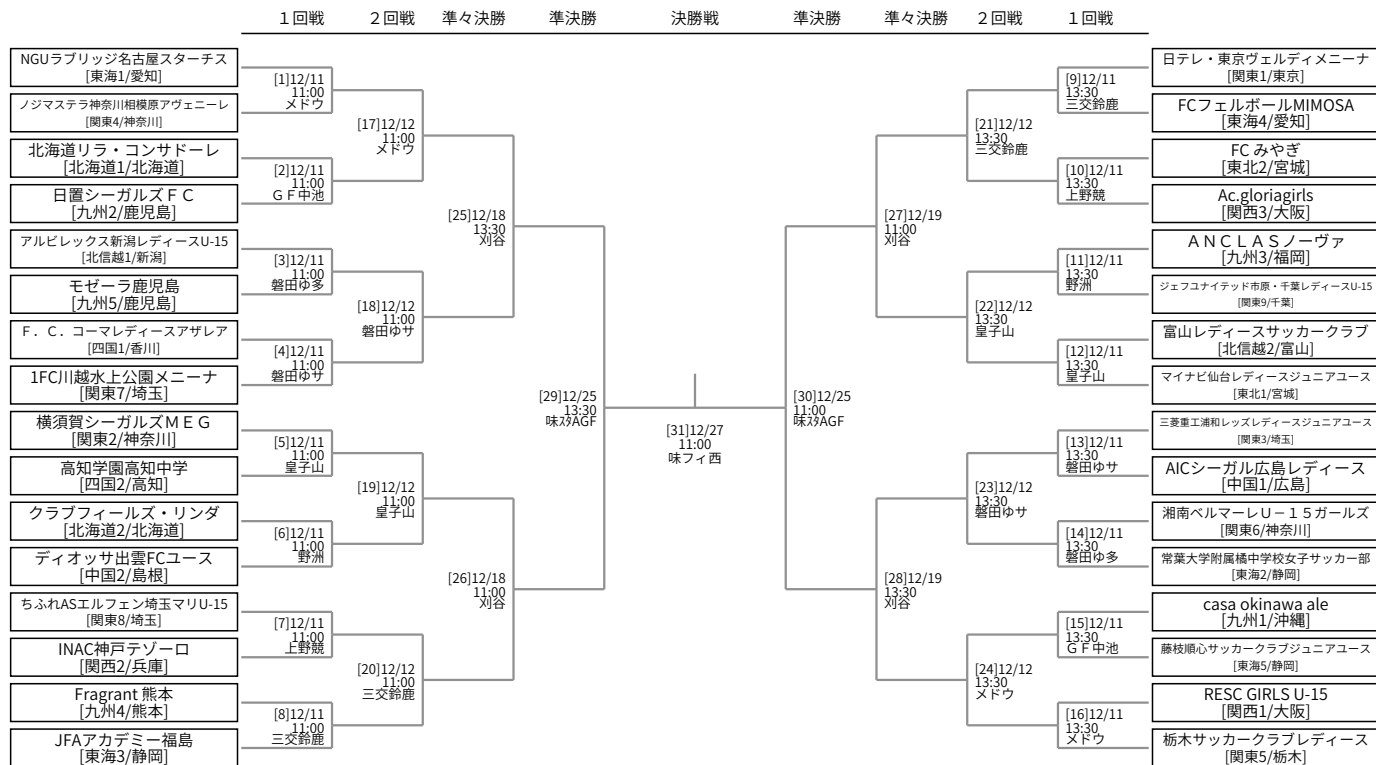 １回戦 ２回戦 準々決勝 準決勝 決勝戦 準決勝 準々決勝 ２回戦 １回戦
NGUラブリッジ名古屋スターチス
[東海1/愛知]
ノジマステラ神奈川相模原アヴェニーレ
[関東4/神奈川]
北海道リラ・コンサドーレ
[北海道1/北海道]
日置シーガルズＦＣ
[九州2/鹿児島]
アルビレックス新潟レディースU-15
[北信越1/新潟]
モゼーラ鹿児島
[九州5/鹿児島]
Ｆ．Ｃ．コーマレディースアザレア
[四国1/香川]
1FC川越水上公園メニーナ
[関東7/埼玉]
横須賀シーガルズＭＥＧ
[関東2/神奈川]
高知学園高知中学
[四国2/高知]
クラブフィールズ・リンダ
[北海道2/北海道]
ディオッサ出雲FCユース
[中国2/島根]
ちふれASエルフェン埼玉マリU-15
[関東8/埼玉]
INAC神戸テゾーロ
[関西2/兵庫]
Fragrant 熊本
[九州4/熊本]
JFAアカデミー福島
[東海3/静岡]
[1]12/11
11:00
メドウ
[2]12/11
11:00
ＧＦ中池
[3]12/11
11:00
磐田ゆ多
[4]12/11
11:00
磐田ゆサ
[5]12/11
11:00
皇子山
[6]12/11
11:00
野洲
[7]12/11
11:00
上野競
[8]12/11
11:00
三交鈴鹿
[17]12/12
11:00
メドウ
[18]12/12
11:00
磐田ゆサ
[19]12/12
11:00
皇子山
[20]12/12
11:00
三交鈴鹿
[25]12/18
13:30
刈谷
[26]12/18
11:00
刈谷
[29]12/25
13:30
味ｽﾀAGF
[31]12/27
11:00
味フィ西
[30]12/25
11:00
味ｽﾀAGF
[27]12/19
11:00
刈谷
[28]12/19
13:30
刈谷
[21]12/12
13:30
三交鈴鹿
[22]12/12
13:30
皇子山
[23]12/12
13:30
磐田ゆサ
[24]12/12
13:30
メドウ
[9]12/11
13:30
三交鈴鹿
[10]12/11
13:30
上野競
[11]12/11
13:30
野洲
[12]12/11
13:30
皇子山
[13]12/11
13:30
磐田ゆサ
[14]12/11
13:30
磐田ゆ多
[15]12/11
13:30
ＧＦ中池
[16]12/11
13:30
メドウ
日テレ・東京ヴェルディメニーナ
[関東1/東京]
FCフェルボールMIMOSA
[東海4/愛知]
FC みやぎ
[東北2/宮城]
Ac.gloriagirls
[関西3/大阪]
ＡＮＣＬＡＳノーヴァ
[九州3/福岡]
ジェフユナイテッド市原・千葉レディースU-15
[関東9/千葉]
富山レディースサッカークラブ
[北信越2/富山]
マイナビ仙台レディースジュニアユース
[東北1/宮城]
三菱重工浦和レッズレディースジュニアユース
[関東3/埼玉]
AICシーガル広島レディース
[中国1/広島]
湘南ベルマーレＵ－１５ガールズ
[関東6/神奈川]
常葉大学附属橘中学校女子サッカー部
[東海2/静岡]
casa okinawa ale
[九州1/沖縄]
藤枝順心サッカークラブジュニアユース
[東海5/静岡]
RESC GIRLS U-15
[関西1/大阪]
栃木サッカークラブレディース
[関東5/栃木]